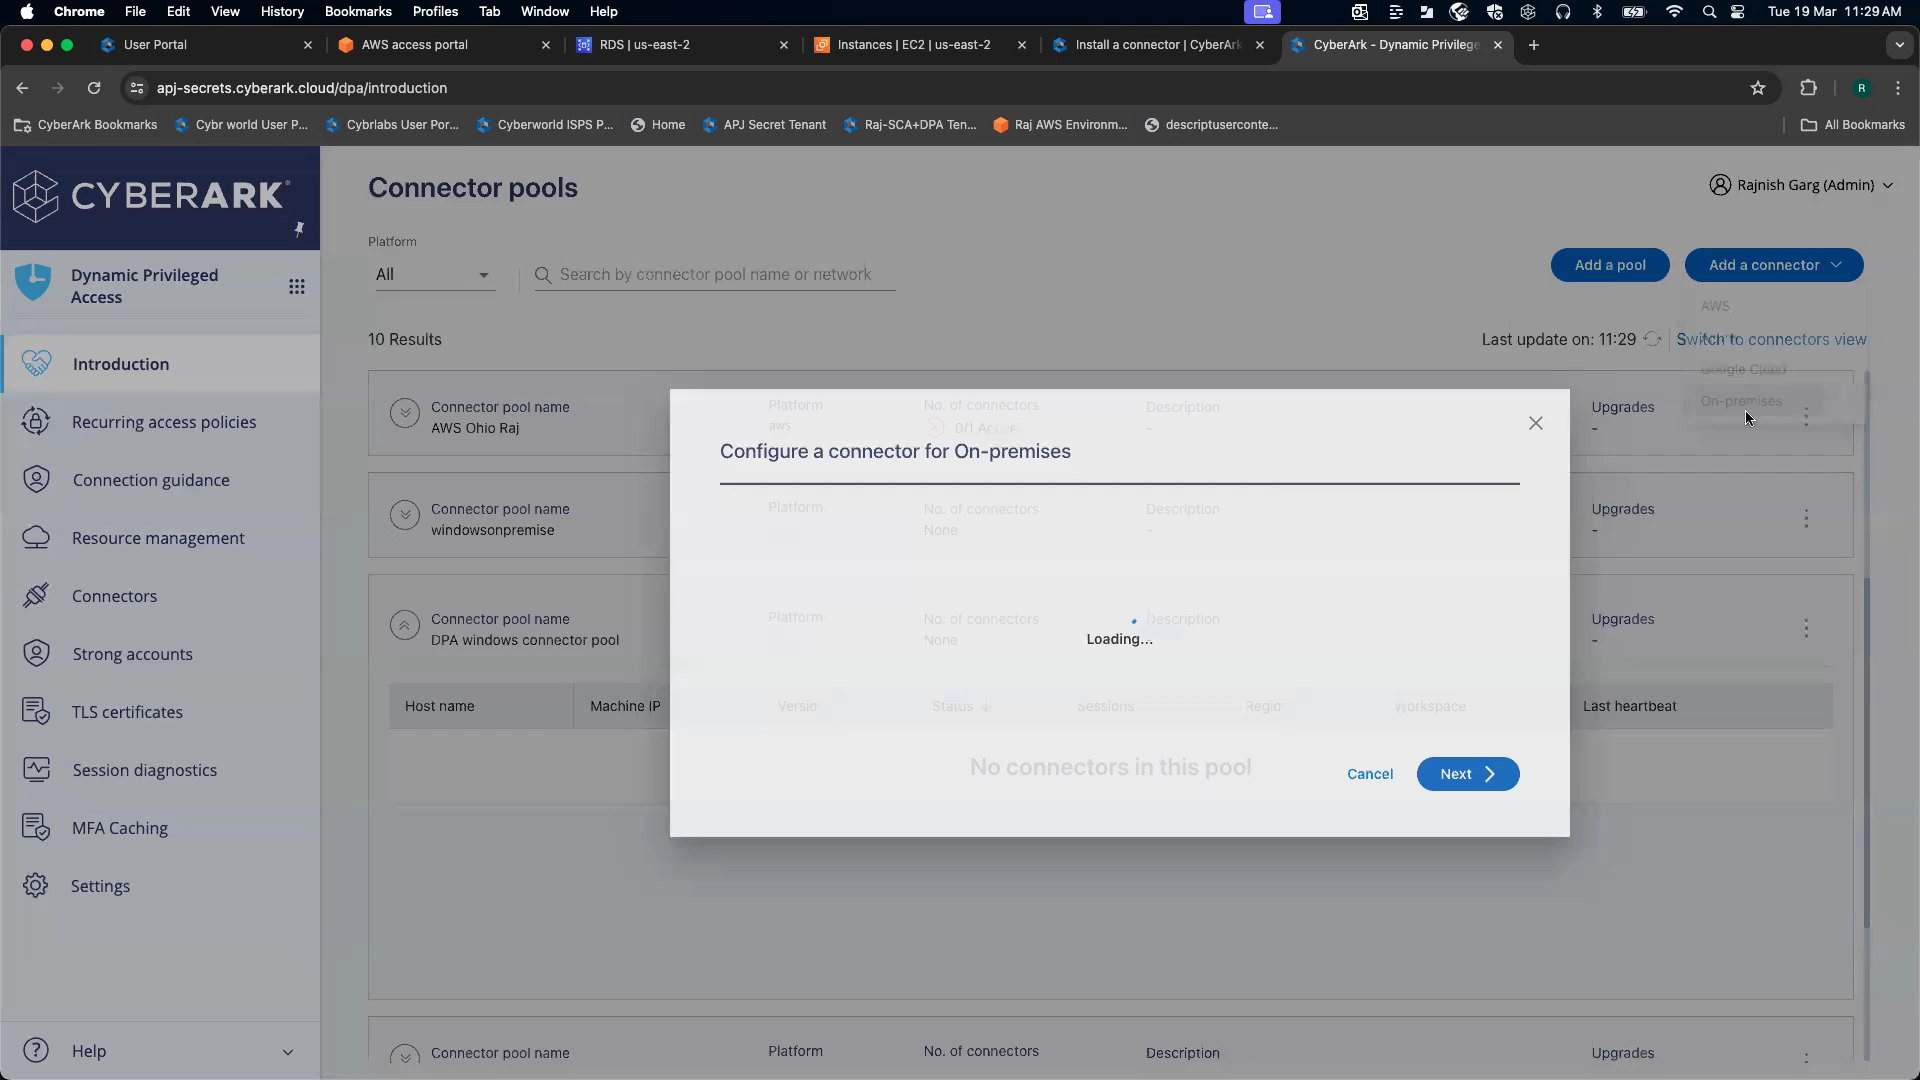 Chrome File Edit View History Bookmarks Profiles Tab Window Help Tue 19 Mar 11:29 AM
User Portal AWS access portal RDS | us-east-2 Instances | EC2 | us-east-2 Install a connector | CyberArk CyberArk - Dynamic Privilege
apj-secrets.cyberark.cloud/dpa/introduction R
CyberArk Bookmarks Cybr world User P... Cybrlabs User Por... Cyberworld ISPS P... Home APJ Secret Tenant Raj-SCA+DPA Ten... Raj AWS Environm... descriptuserconte... All Bookmarks
CYBERARK
Connector pools
Rajnish Garg (Admin)
Platform
All
Search by connector pool name or network
Add a pool
Add a connector
Dynamic Privileged
Access
AWS
10 Results
Last update on: 11:29
Switch to connectors view
Google Cloud
On-premises
Introduction
Recurring access policies
Connection guidance
Resource management
Connectors
Strong accounts
TLS certificates
Session diagnostics
MFA Caching
Settings
Help
Connector pool name Platform No. of connectors Description Upgrades
AWS Ohio Raj aws 0/1 - -
Configure a connector for On-premises
Connector pool name Platform No. of connectors Description Upgrades
windowsonpremise None - -
Connector pool name Platform No. of connectors Description Upgrades
DPA windows connector pool None -
Loading...
Host name Machine IP Status Sessions Workspace Last heartbeat
No connectors in this pool
Cancel
Next
Connector pool name Platform No. of connectors Description Upgrades